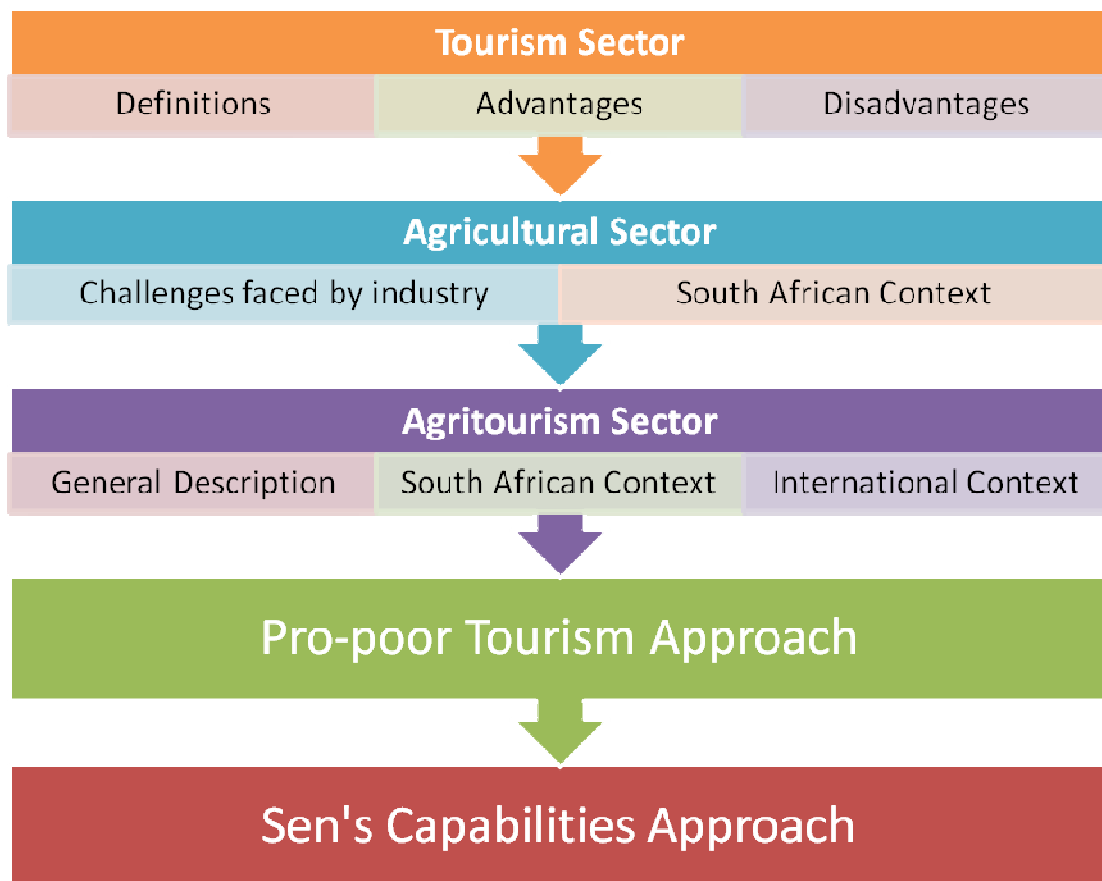 Tourism Sector
Definitions
Advantages
Disadvantages
Agricultural Sector
Challenges faced by industry
South African Context
Agritourism Sector
General Description
South African Context
International Context
Pro-poor Tourism Approach
Sen's Capabilities Approach